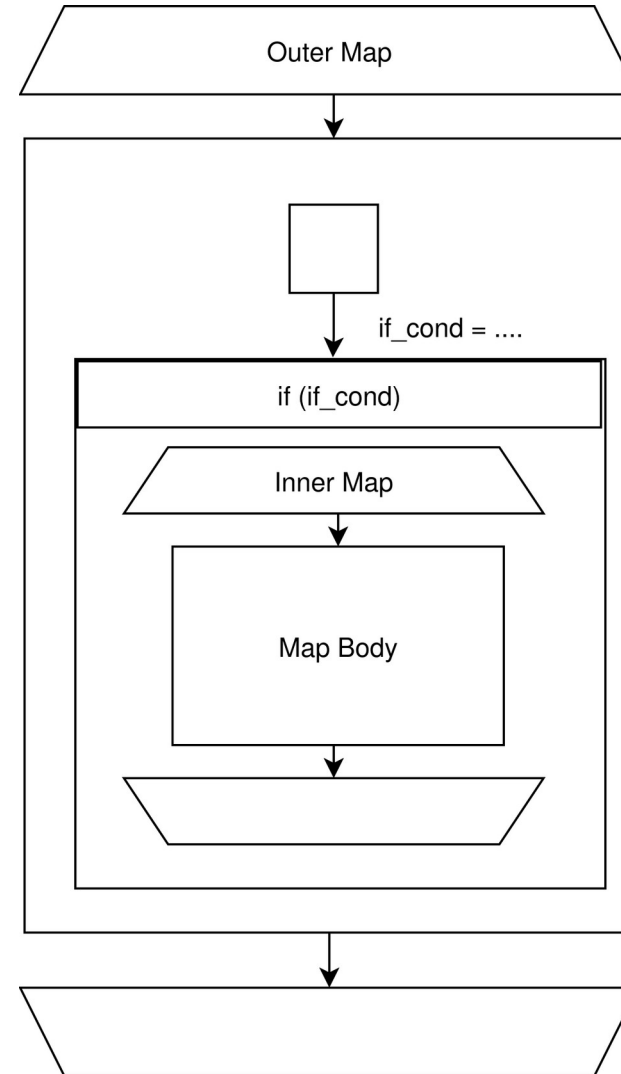 Outer Map
if_cond = ....
if (if_cond)
Inner Map
Map Body